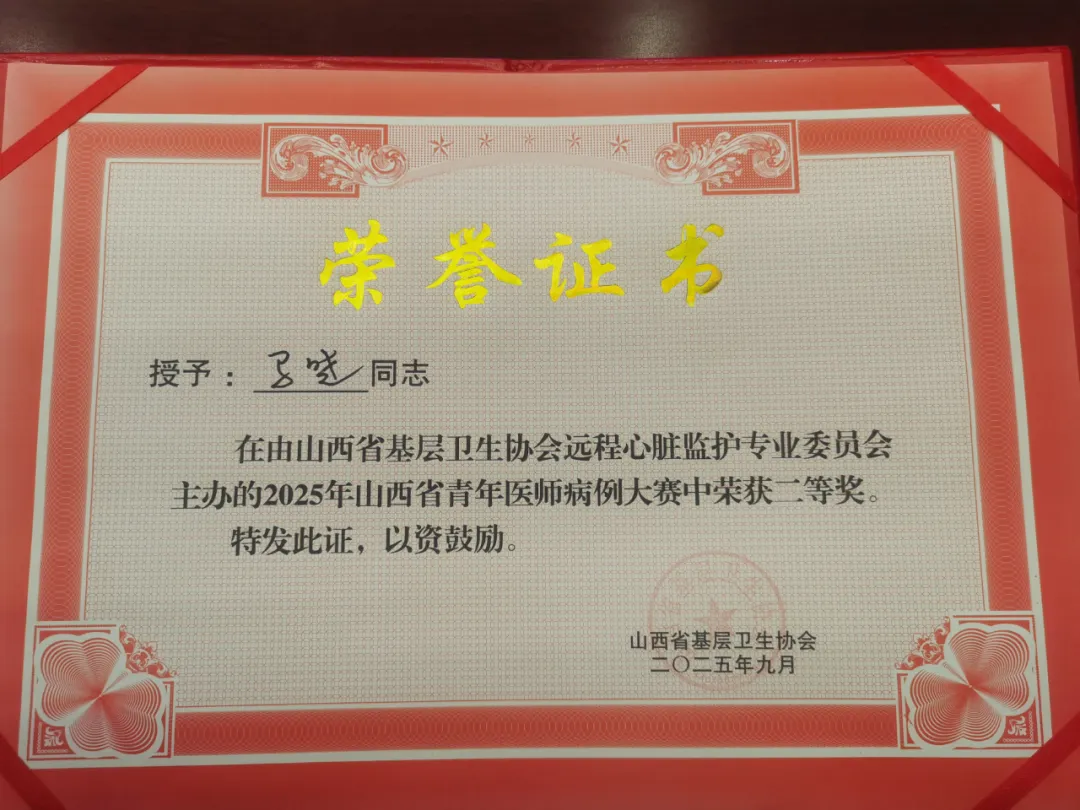 荣誉证书
授予：马晓同志
在由山西省基层卫生协会远程心脏监护专业委员会
主办的2025年山西省青年医师病例大赛中荣获二等奖。
特发此证，以资鼓励。
山西省基层卫生协会
二〇二五年九月